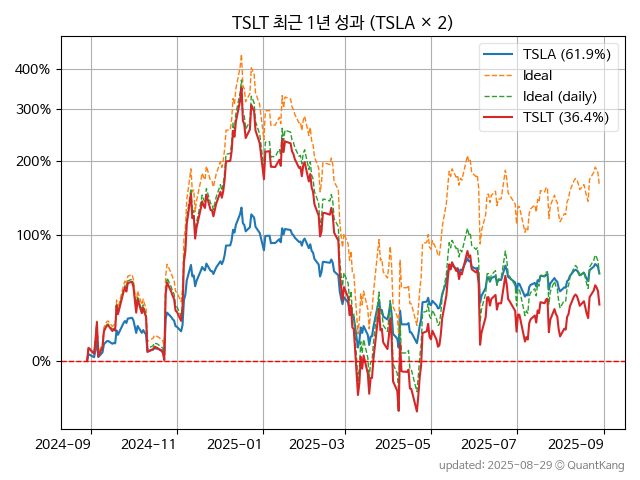 TSLT 최근 1년 성과 (TSLA × 2)
TSLA (61.9%)
Ideal
Ideal (daily)
TSLT (36.4%)
400%
300%
200%
100%
0%
2024-09 2024-11 2025-01 2025-03 2025-05 2025-07 2025-09
updated: 2025-08-29 © QuantKang